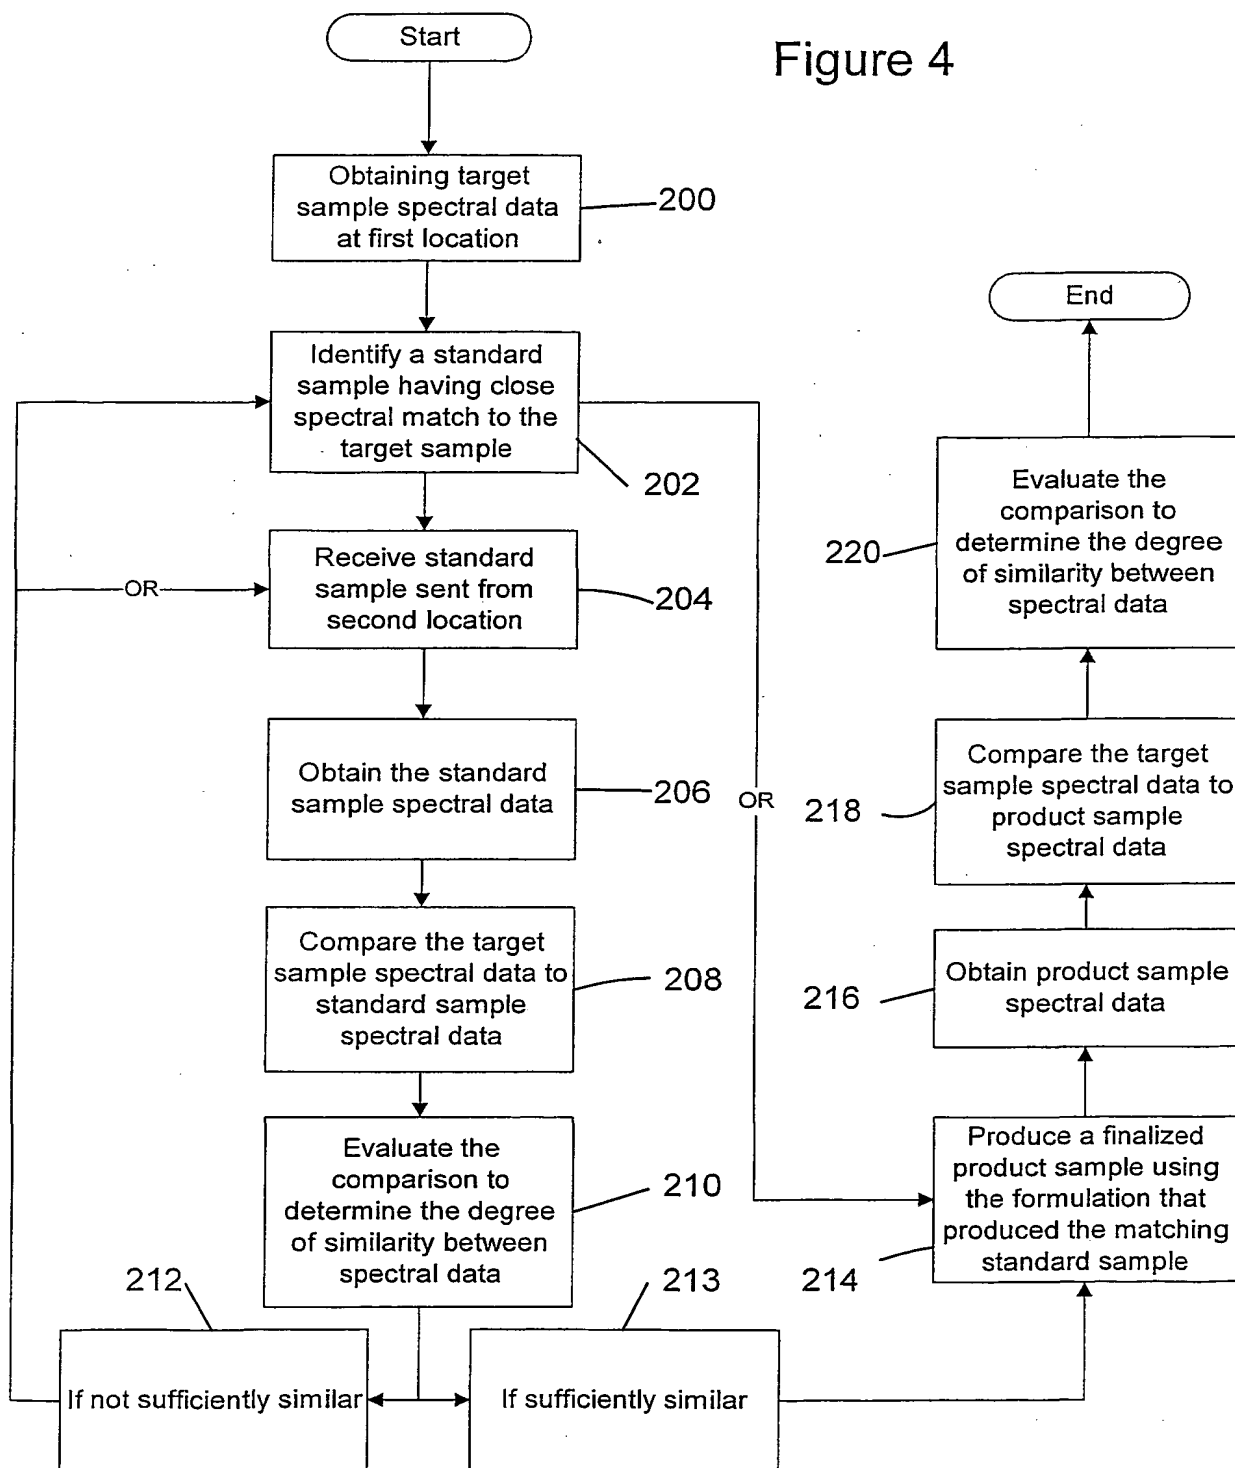 Start
Figure 4
Obtaining target
sample spectral data
at first location
200
Identify a standard
sample having close
spectral match to the
target sample
202
Receive standard
sample sent from
second location
204
OR
Obtain the standard
sample spectral data
206
Compare the target
sample spectral data to
standard sample
spectral data
208
Evaluate the
comparison to
determine the degree
of similarity between
spectral data
210
212
If not sufficiently similar
213
If sufficiently similar
OR
Produce a finalized
product sample using
the formulation that
produced the matching
standard sample
214
Obtain product sample
spectral data
216
Compare the target
sample spectral data to
product sample
spectral data
218
Evaluate the
comparison to
determine the degree
of similarity between
spectral data
220
End